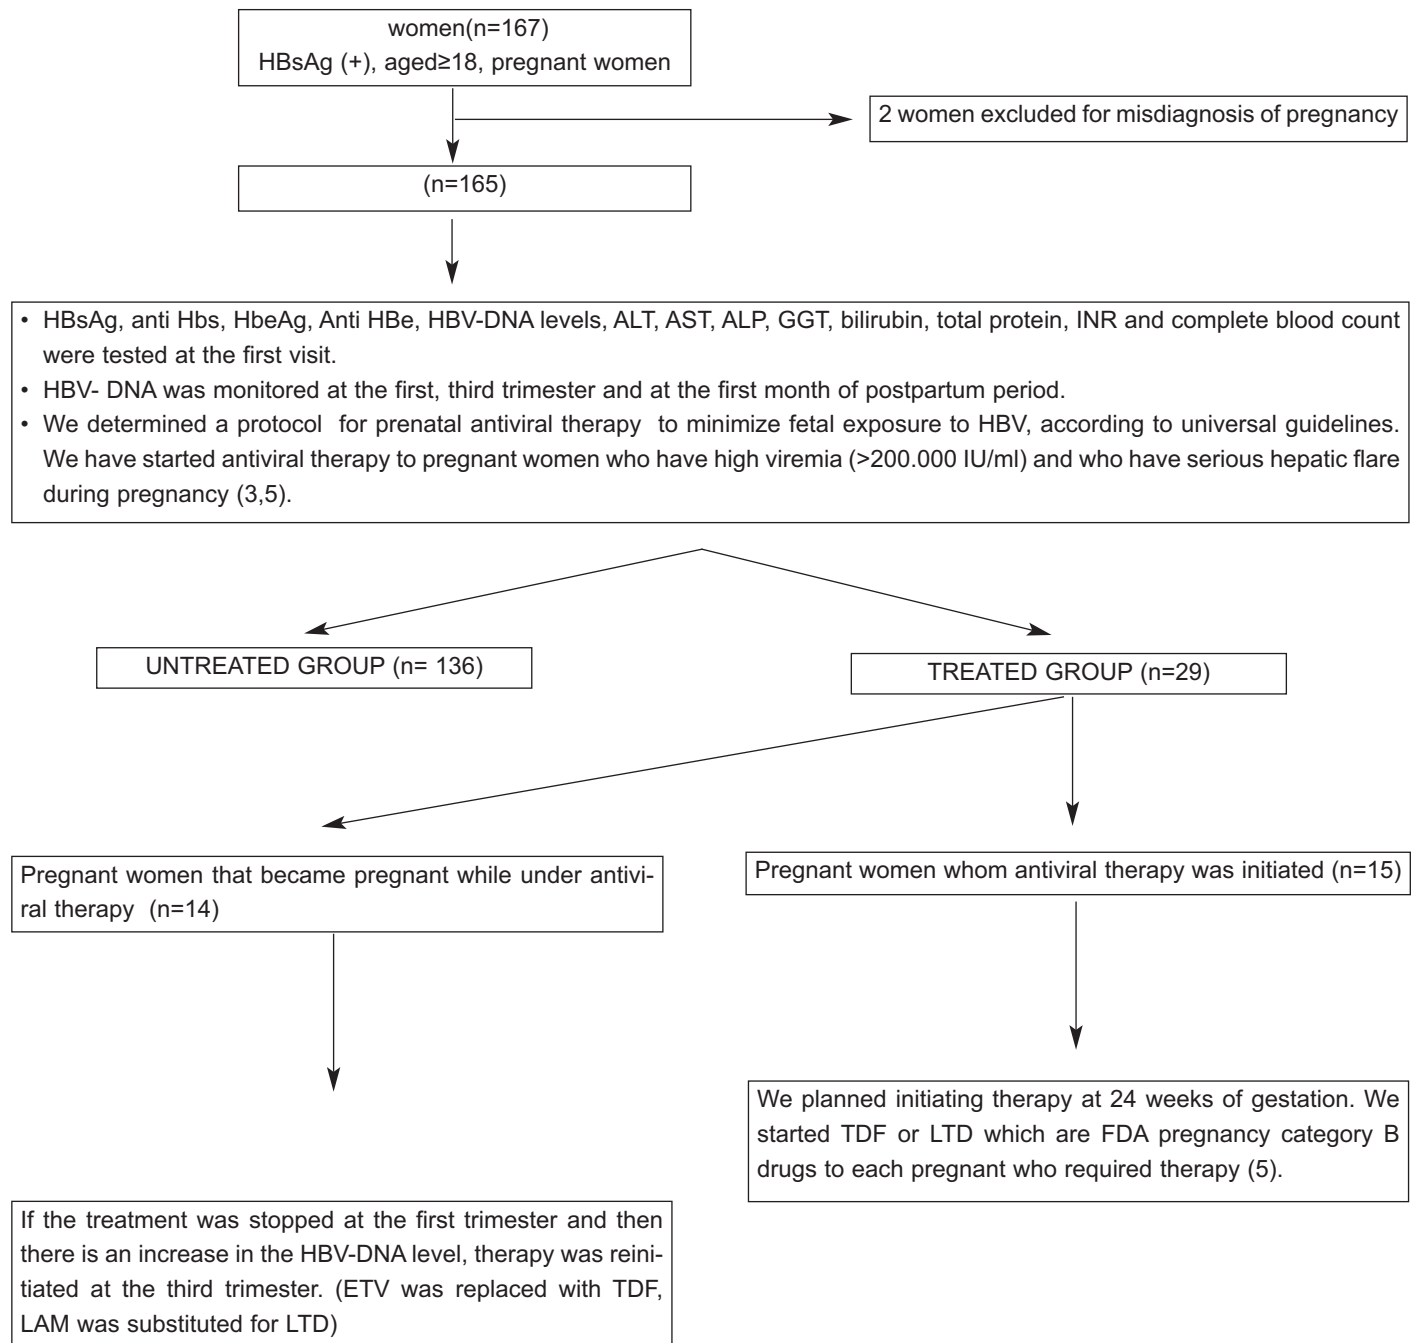 women(n=167)
HBsAg (+), aged≥18, pregnant women
2 women excluded for misdiagnosis of pregnancy
(n=165)
• HBsAg, anti Hbs, HbeAg, Anti HBe, HBV-DNA levels, ALT, AST, ALP, GGT, bilirubin, total protein, INR and complete blood count
were tested at the first visit.
• HBV- DNA was monitored at the first, third trimester and at the first month of postpartum period.
• We determined a protocol for prenatal antiviral therapy to minimize fetal exposure to HBV, according to universal guidelines.
We have started antiviral therapy to pregnant women who have high viremia (>200.000 IU/ml) and who have serious hepatic flare
during pregnancy (3,5).
UNTREATED GROUP (n= 136)
TREATED GROUP (n=29)
Pregnant women that became pregnant while under antivi-
ral therapy (n=14)
Pregnant women whom antiviral therapy was initiated (n=15)
We planned initiating therapy at 24 weeks of gestation. We
started TDF or LTD which are FDA pregnancy category B
drugs to each pregnant who required therapy (5).
If the treatment was stopped at the first trimester and then
there is an increase in the HBV-DNA level, therapy was reini-
tiated at the third trimester. (ETV was replaced with TDF,
LAM was substituted for LTD)